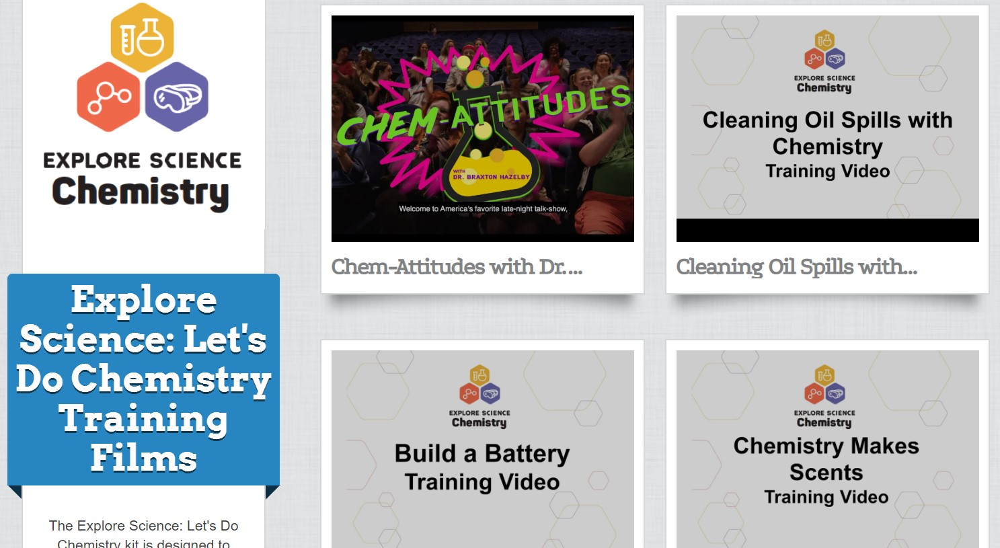 EXPLORE SCIENCE
Chemistry
Explore
Science: Let's
Do Chemistry
Training
Films
The Explore Science: Let's Do
Chemistry kit is designed to
CHEM-ATTITUDES
WITH
DR. BRAXTON HAZELBY
Welcome to America's favorite late-night talk-show,
Chem-Attitudes with Dr....
EXPLORE SCIENCE
Chemistry
Cleaning Oil Spills with
Chemistry
Training Video
Cleaning Oil Spills with...
EXPLORE SCIENCE
Chemistry
Build a Battery
Training Video
EXPLORE SCIENCE
Chemistry
Chemistry Makes
Scents
Training Video